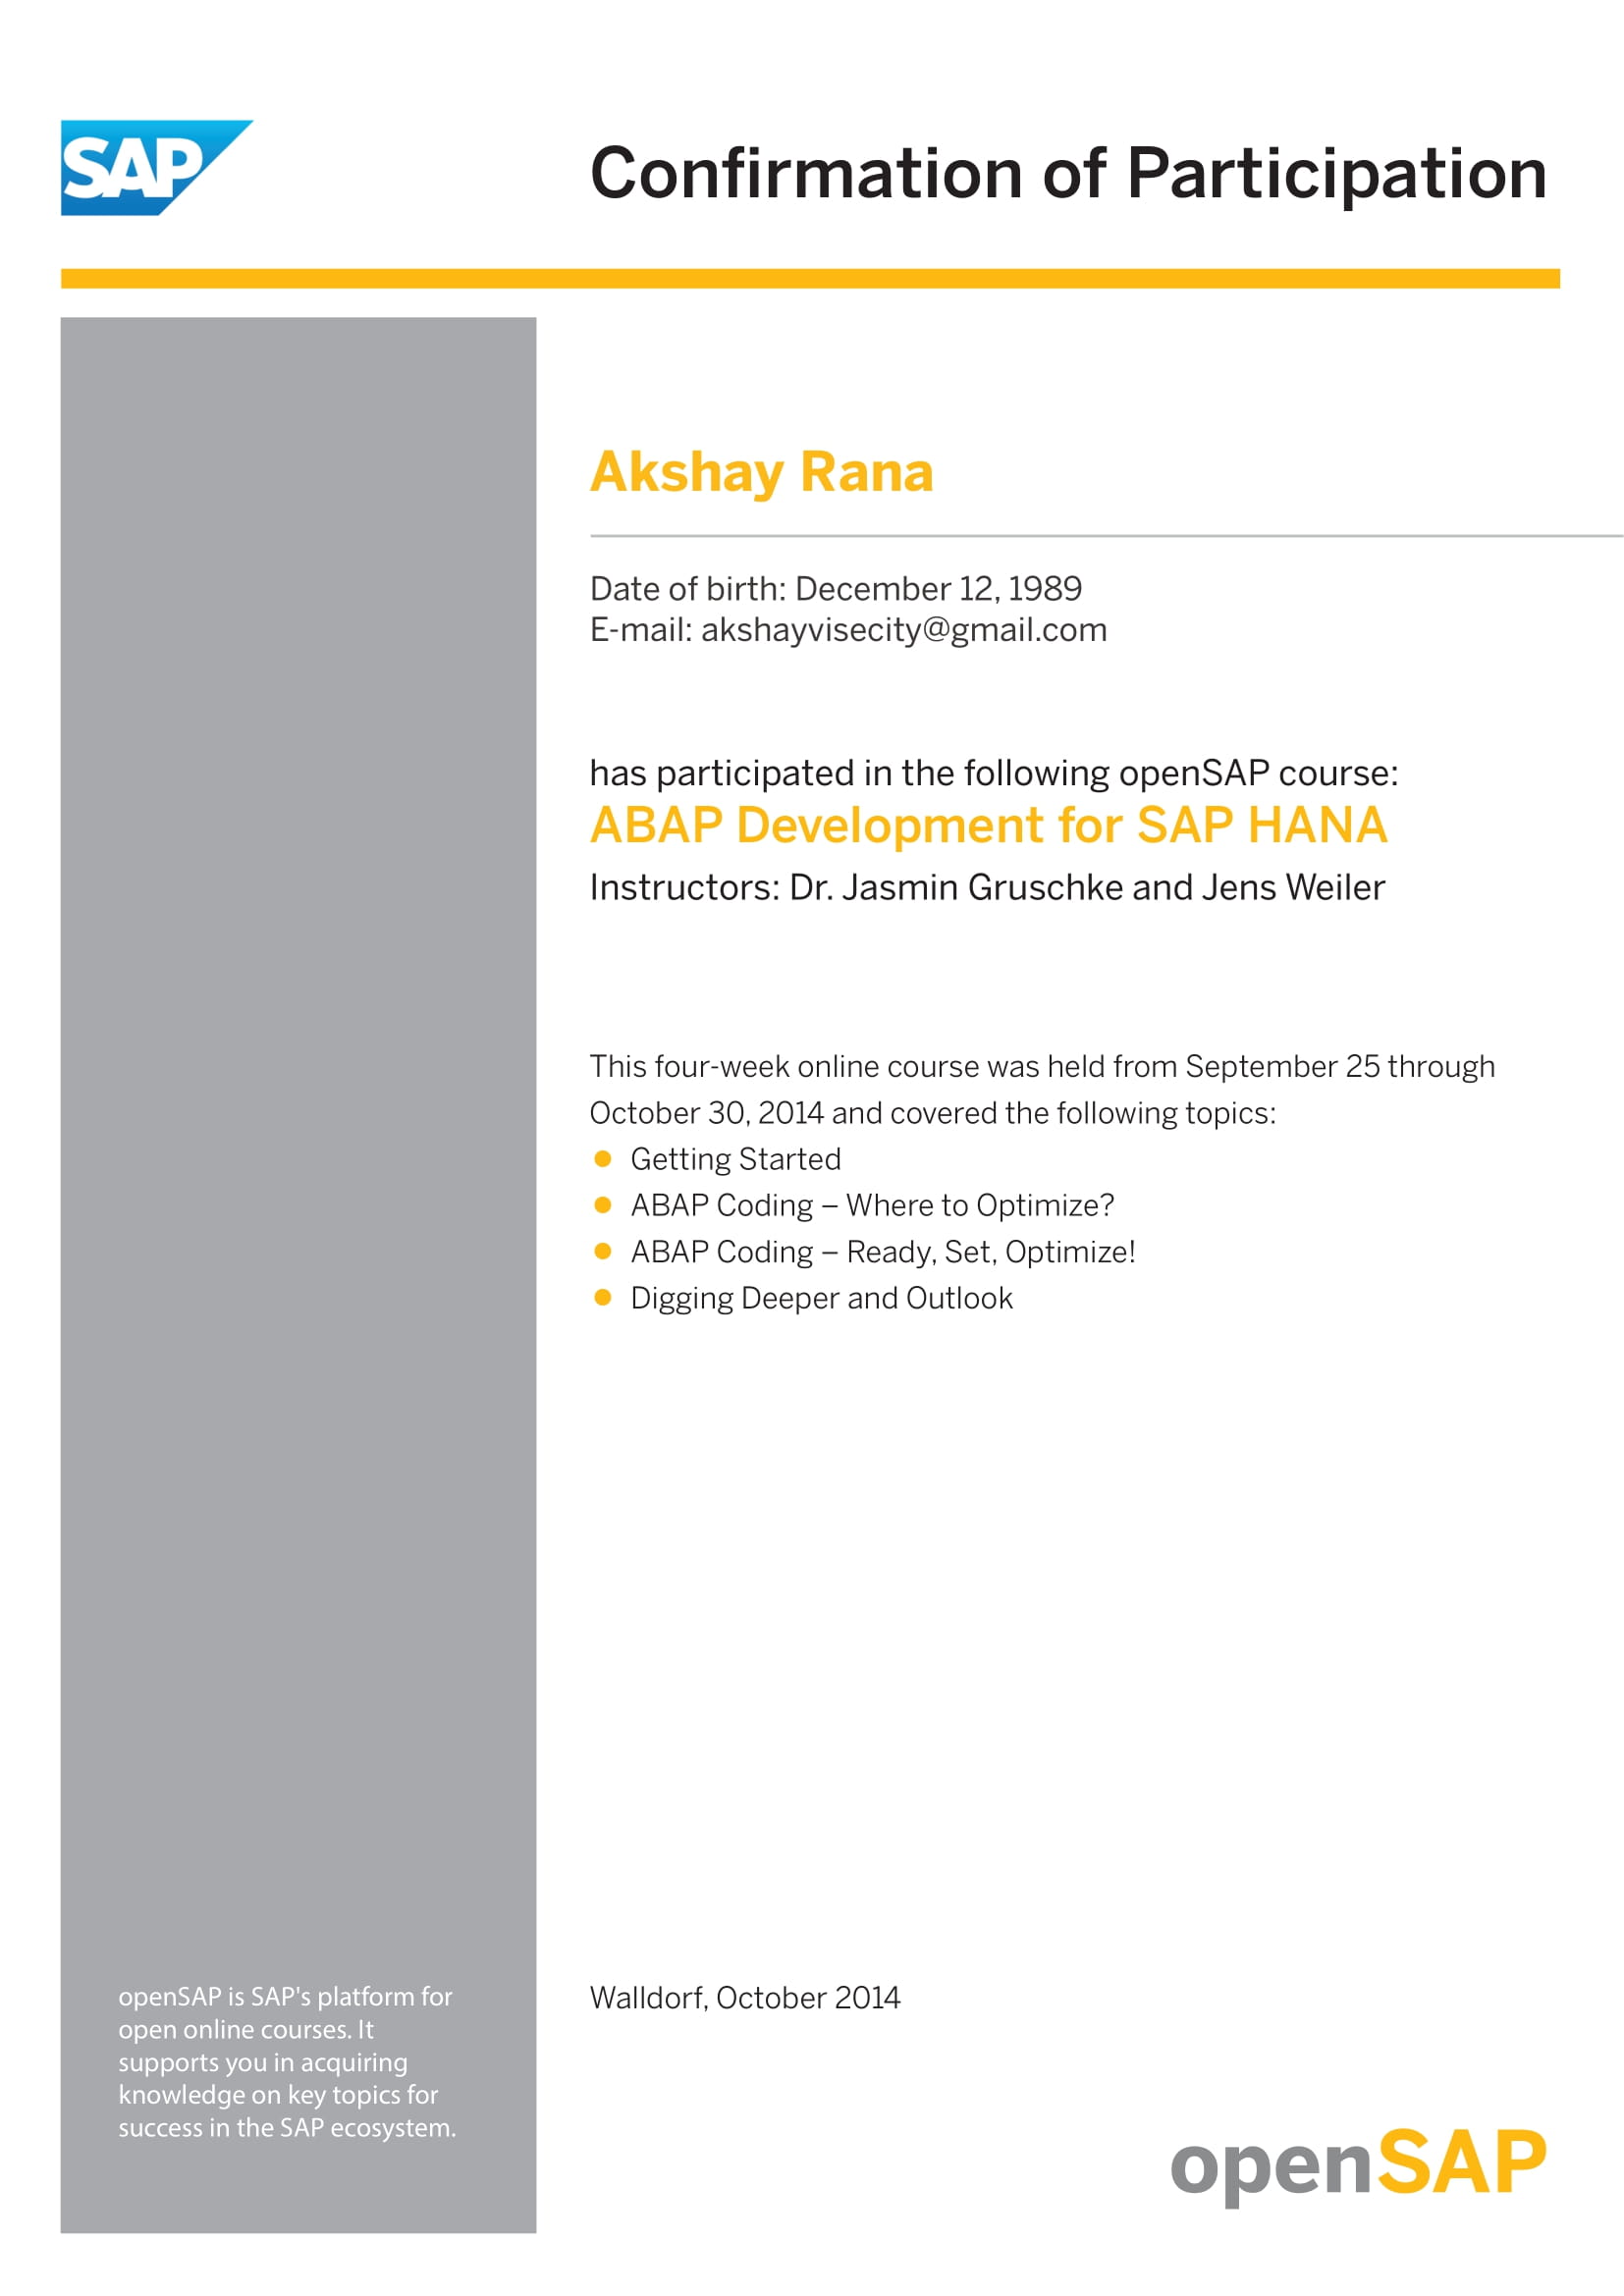 SAP
Confirmation of Participation
Akshay Rana
Date of birth: December 12, 1989
E-mail: akshayvisecity@gmail.com
has participated in the following openSAP course:
ABAP Development for SAP HANA
Instructors: Dr. Jasmin Gruschke and Jens Weiler
This four-week online course was held from September 25 through
October 30, 2014 and covered the following topics:
● Getting Started
● ABAP Coding – Where to Optimize?
● ABAP Coding – Ready, Set, Optimize!
● Digging Deeper and Outlook
openSAP is SAP's platform for
open online courses. It
supports you in acquiring
knowledge on key topics for
success in the SAP ecosystem.
Walldorf, October 2014
openSAP